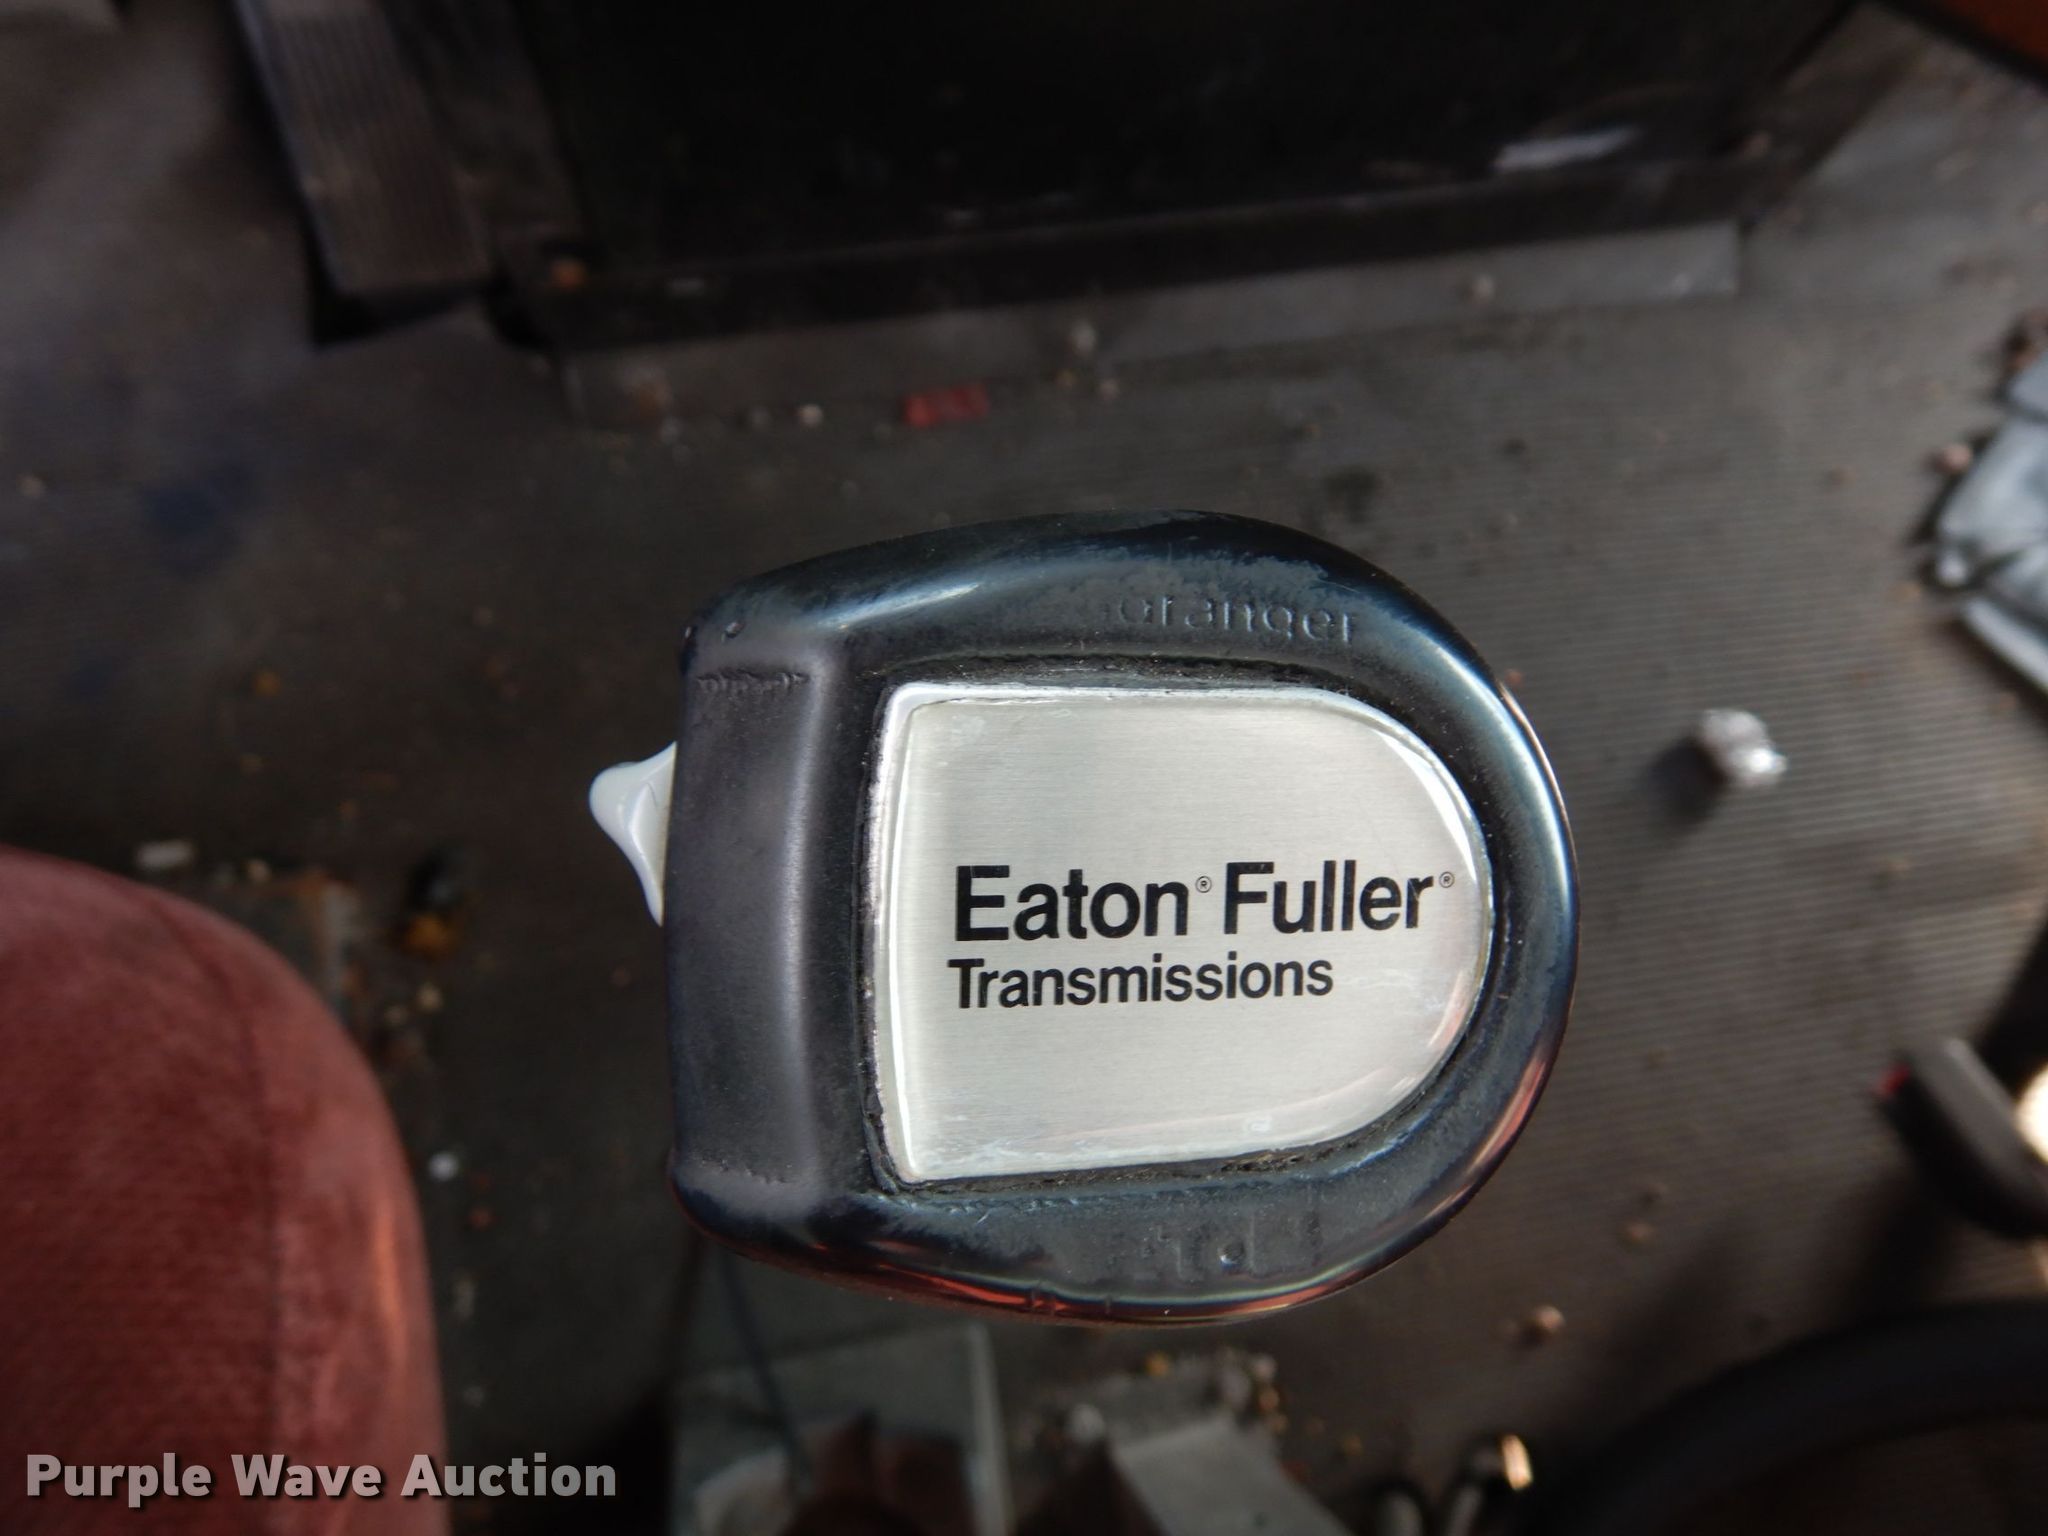 Eaton® Fuller®
Transmissions
Purple Wave Auction